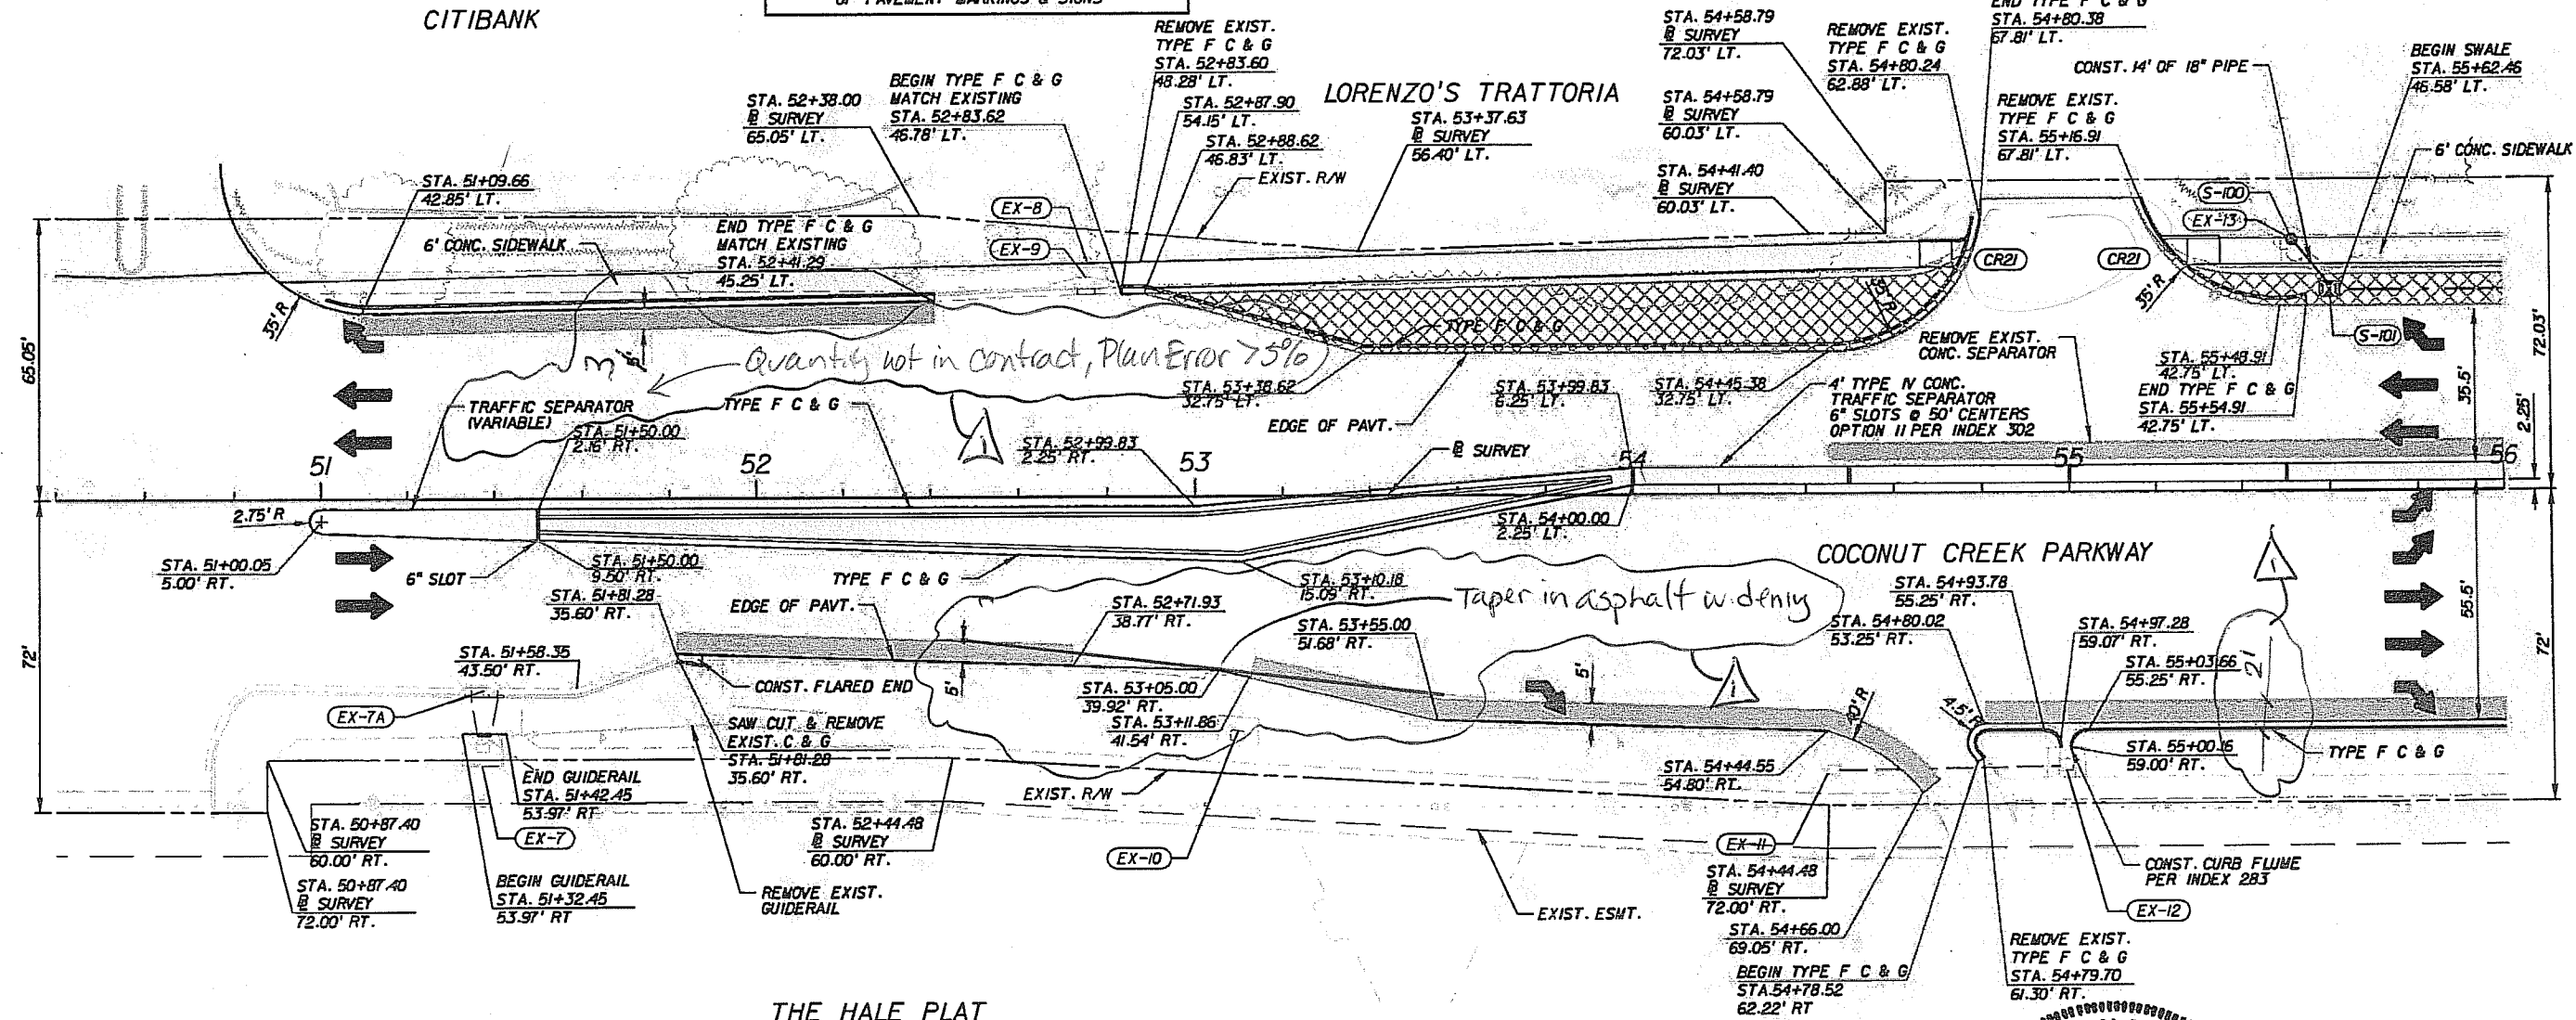 CITIBANK
OF PAVEMENT MARKINGS & SIGNS
REMOVE EXIST.
TYPE F C & G
STA. 52+83.60
48.28' LT.
BEGIN TYPE F C & G
MATCH EXISTING
STA. 52+83.62
46.78' LT.
STA. 52+38.00
B SURVEY
65.05' LT.
STA. 52+87.90
54.15' LT.
STA. 52+88.62
46.83' LT.
EXIST. R/W
LORENZO'S TRATTORIA
STA. 53+37.63
B SURVEY
56.40' LT.
STA. 54+58.79
B SURVEY
72.03' LT.
STA. 54+58.79
B SURVEY
60.03' LT.
STA. 54+41.40
B SURVEY
60.03' LT.
REMOVE EXIST.
TYPE F C & G
STA. 54+80.24
62.88' LT.
END TYPE F C & G
STA. 54+80.38
67.81' LT.
CONST. 14' OF 18" PIPE
REMOVE EXIST.
TYPE F C & G
STA. 55+16.91
67.81' LT.
BEGIN SWALE
STA. 55+62.46
46.58' LT.
6' CONC. SIDEWALK
S-100
EX-13
STA. 51+09.66
42.85' LT.
6' CONC. SIDEWALK
END TYPE F C & G
MATCH EXISTING
STA. 52+41.29
45.25' LT.
EX-8
EX-9
CR21
CR21
35' R
35' R
35' R
65.05'
72.03'
5'
Quantity not in contract, Plan Error >5%
TYPE F C & G
STA. 53+38.62
32.75' LT.
EDGE OF PAVT.
STA. 53+99.83
6.25' LT.
STA. 54+45.38
32.75' LT.
REMOVE EXIST.
CONC. SEPARATOR
4' TYPE IV CONC.
TRAFFIC SEPARATOR
6" SLOTS @ 50' CENTERS
OPTION II PER INDEX 302
S-101
STA. 55+48.91
42.75' LT.
END TYPE F C & G
STA. 55+54.91
42.75' LT.
35.5'
2.25'
TRAFFIC SEPARATOR
(VARIABLE)
TYPE F C & G
STA. 51+50.00
2.16' RT.
1
STA. 52+99.83
2.25' RT.
B SURVEY
51
52
53
54
55
56
2.75' R
STA. 51+00.05
5.00' RT.
6" SLOT
STA. 51+50.00
9.50' RT.
TYPE F C & G
STA. 54+00.00
2.25' LT.
COCONUT CREEK PARKWAY
STA. 53+10.18
15.09' RT.
Taper in asphalt widening
STA. 51+81.28
35.60' RT.
EDGE OF PAVT.
STA. 52+71.93
38.77' RT.
STA. 53+55.00
51.68' RT.
STA. 54+93.78
55.25' RT.
STA. 54+80.02
53.25' RT.
STA. 54+97.28
59.07' RT.
STA. 55+03.66
55.25' RT.
1
55.5'
72'
72'
STA. 51+58.35
43.50' RT.
CONST. FLARED END
5'
STA. 53+05.00
39.92' RT.
STA. 53+11.86
41.54' RT.
5'
1
40' R
4.5' R
2'
EX-7A
SAW CUT & REMOVE
EXIST. C & G
STA. 51+81.28
35.60' RT.
STA. 54+44.55
54.80' RT.
STA. 55+00.16
59.00' RT.
TYPE F C & G
END GUIDERAIL
STA. 51+42.45
53.97' RT
EXIST. R/W
STA. 50+87.40
B SURVEY
60.00' RT.
EX-7
STA. 52+44.48
B SURVEY
60.00' RT.
EX-10
EX-11
CONST. CURB FLUME
PER INDEX 283
STA. 50+87.40
B SURVEY
72.00' RT.
BEGIN GUIDERAIL
STA. 51+32.45
53.97' RT
REMOVE EXIST.
GUIDERAIL
EXIST. ESMT.
STA. 54+44.48
B SURVEY
72.00' RT.
EX-12
STA. 54+66.00
69.05' RT.
BEGIN TYPE F C & G
STA.54+78.52
62.22' RT
REMOVE EXIST.
TYPE F C & G
STA. 54+79.70
61.30' RT.
THE HALE PLAT